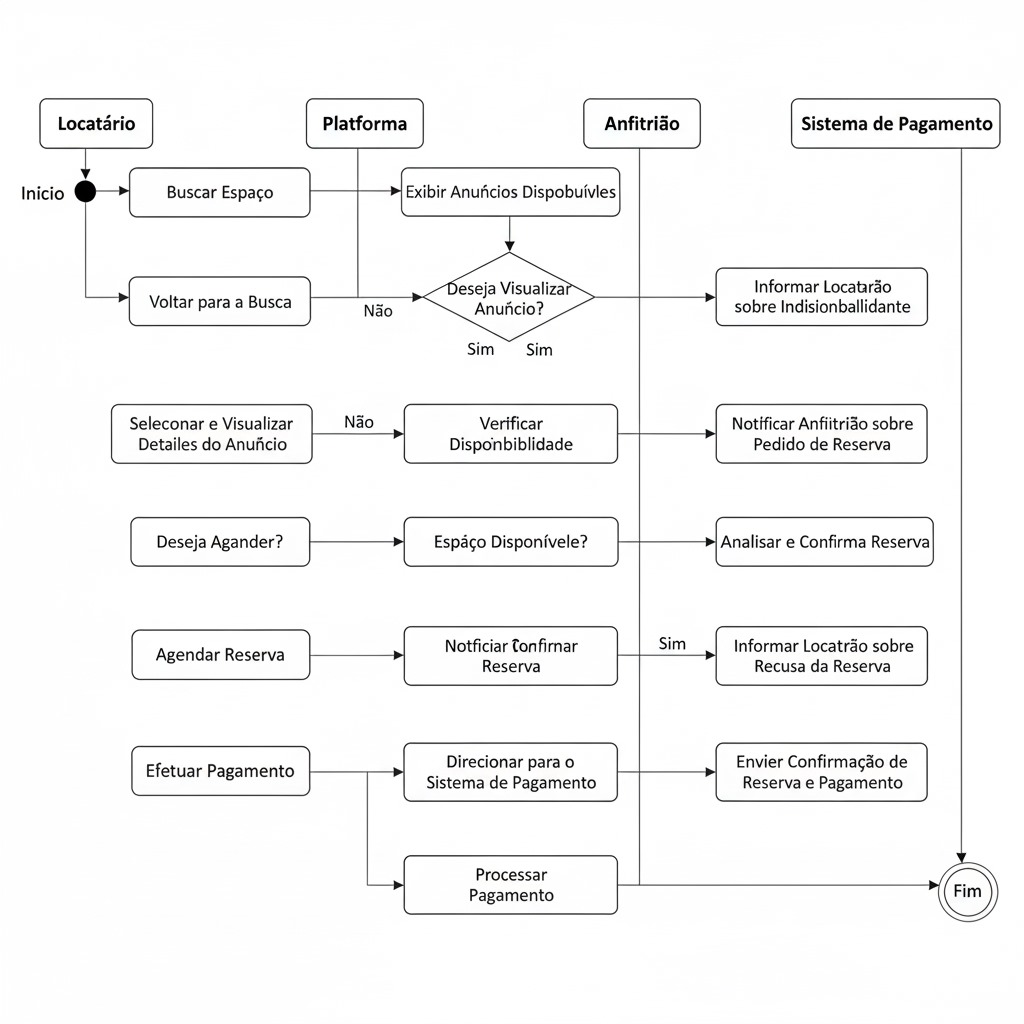 Locatário
Platforma
Anfitrião
Sistema de Pagamento
Inicio
Buscar Espaço
Exibir Anuńcios Dispobuívles
Voltar para a Busca
Não
Deseja Visualizar
Anuńcio?
Sim
Sim
Informar Locatarão
sobre Indisionballidante
Seleconar e Visualizar
Detailes do Anuńcio
Não
Verificar
Disponbiblidade
Notificar Anfiitrião sobre
Pedido de Reserva
Deseja Agander?
Espáço Disponívele?
Analisar e Confirma Reserva
Agendar Reserva
Notficiar Confirnar
Reserva
Sim
Informar Locatrão sobre
Recusa da Reserva
Efetuar Pagamento
Direcionar para o
Sistema de Pagamento
Envier Confirmação de
Reserva e Pagamento
Processar
Pagamento
Fim